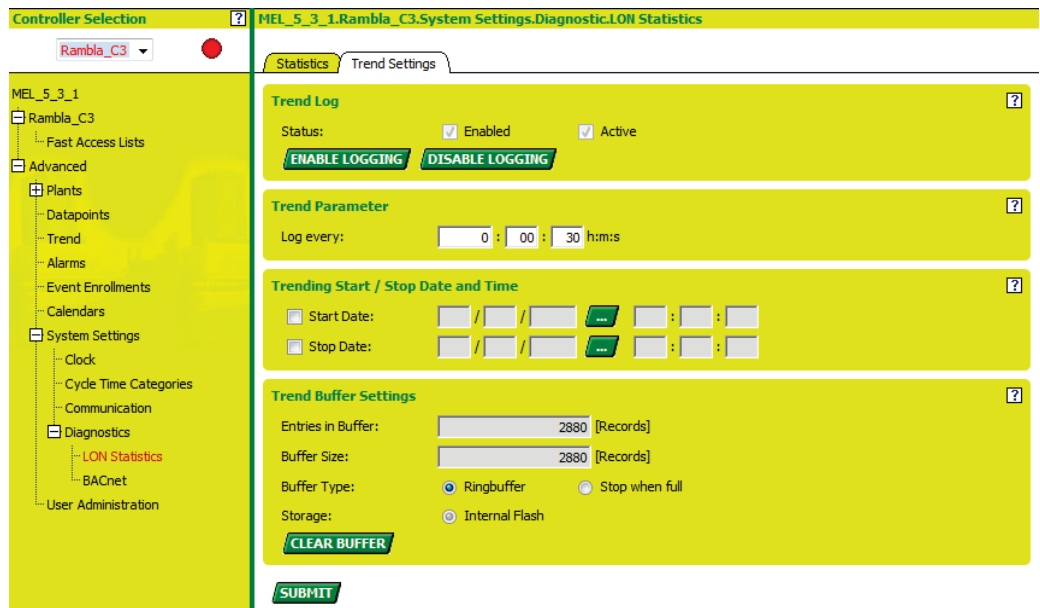 Controller Selection ?
Rambla_C3
MEL_5_3_1
Rambla_C3
Fast Access Lists
Advanced
Plants
Datapoints
Trend
Alarms
Event Enrollments
Calendars
System Settings
Clock
Cycle Time Categories
Communication
Diagnostics
LON Statistics
BACnet
User Administration
MEL_5_3_1.Rambla_C3.System Settings.Diagnostic.LON Statistics
Statistics Trend Settings
Trend Log ?
Status: Enabled Active
ENABLE LOGGING DISABLE LOGGING
Trend Parameter ?
Log every: 0 : 00 : 30 h:m:s
Trending Start / Stop Date and Time ?
Start Date: / / ... : :
Stop Date: / / ... : :
Trend Buffer Settings ?
Entries in Buffer: 2880 [Records]
Buffer Size: 2880 [Records]
Buffer Type: Ringbuffer Stop when full
Storage: Internal Flash
CLEAR BUFFER
SUBMIT